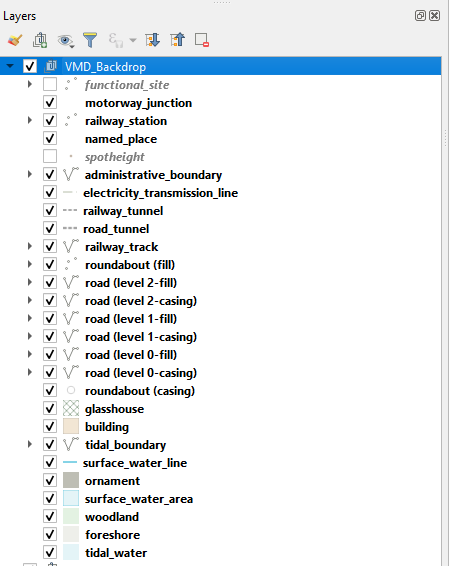 Layers
VMD_Backdrop
functional_site
motorway_junction
railway_station
named_place
spotheight
administrative_boundary
electricity_transmission_line
railway_tunnel
road_tunnel
railway_track
roundabout (fill)
road (level 2-fill)
road (level 2-casing)
road (level 1-fill)
road (level 1-casing)
road (level 0-fill)
road (level 0-casing)
roundabout (casing)
glasshouse
building
tidal_boundary
surface_water_line
ornament
surface_water_area
woodland
foreshore
tidal_water